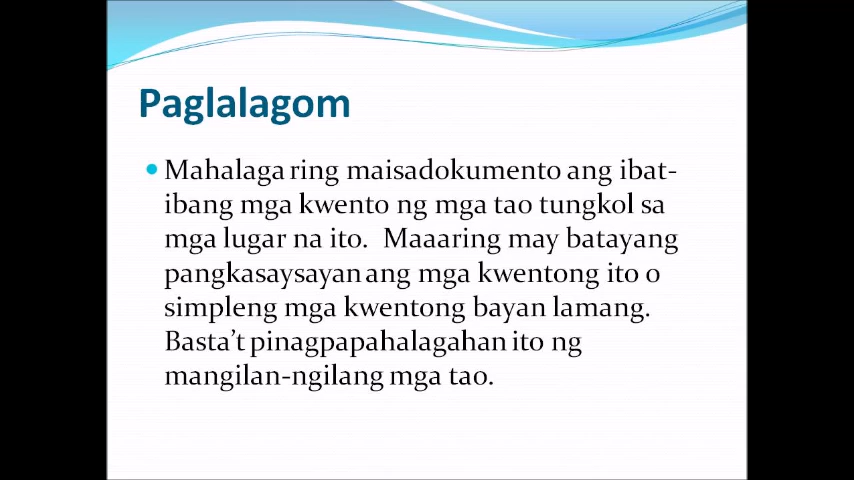 Paglalagom
Mahalaga ring maisadokumento ang ibat-
ibang mga kwento ng mga tao tungkol sa
mga lugar na ito.  Maaaring may batayang
pangkasaysayan ang mga kwentong ito o
simpleng mga kwentong bayan lamang.
Basta’t pinagpapahalagahan ito ng
mangilan-ngilang mga tao.